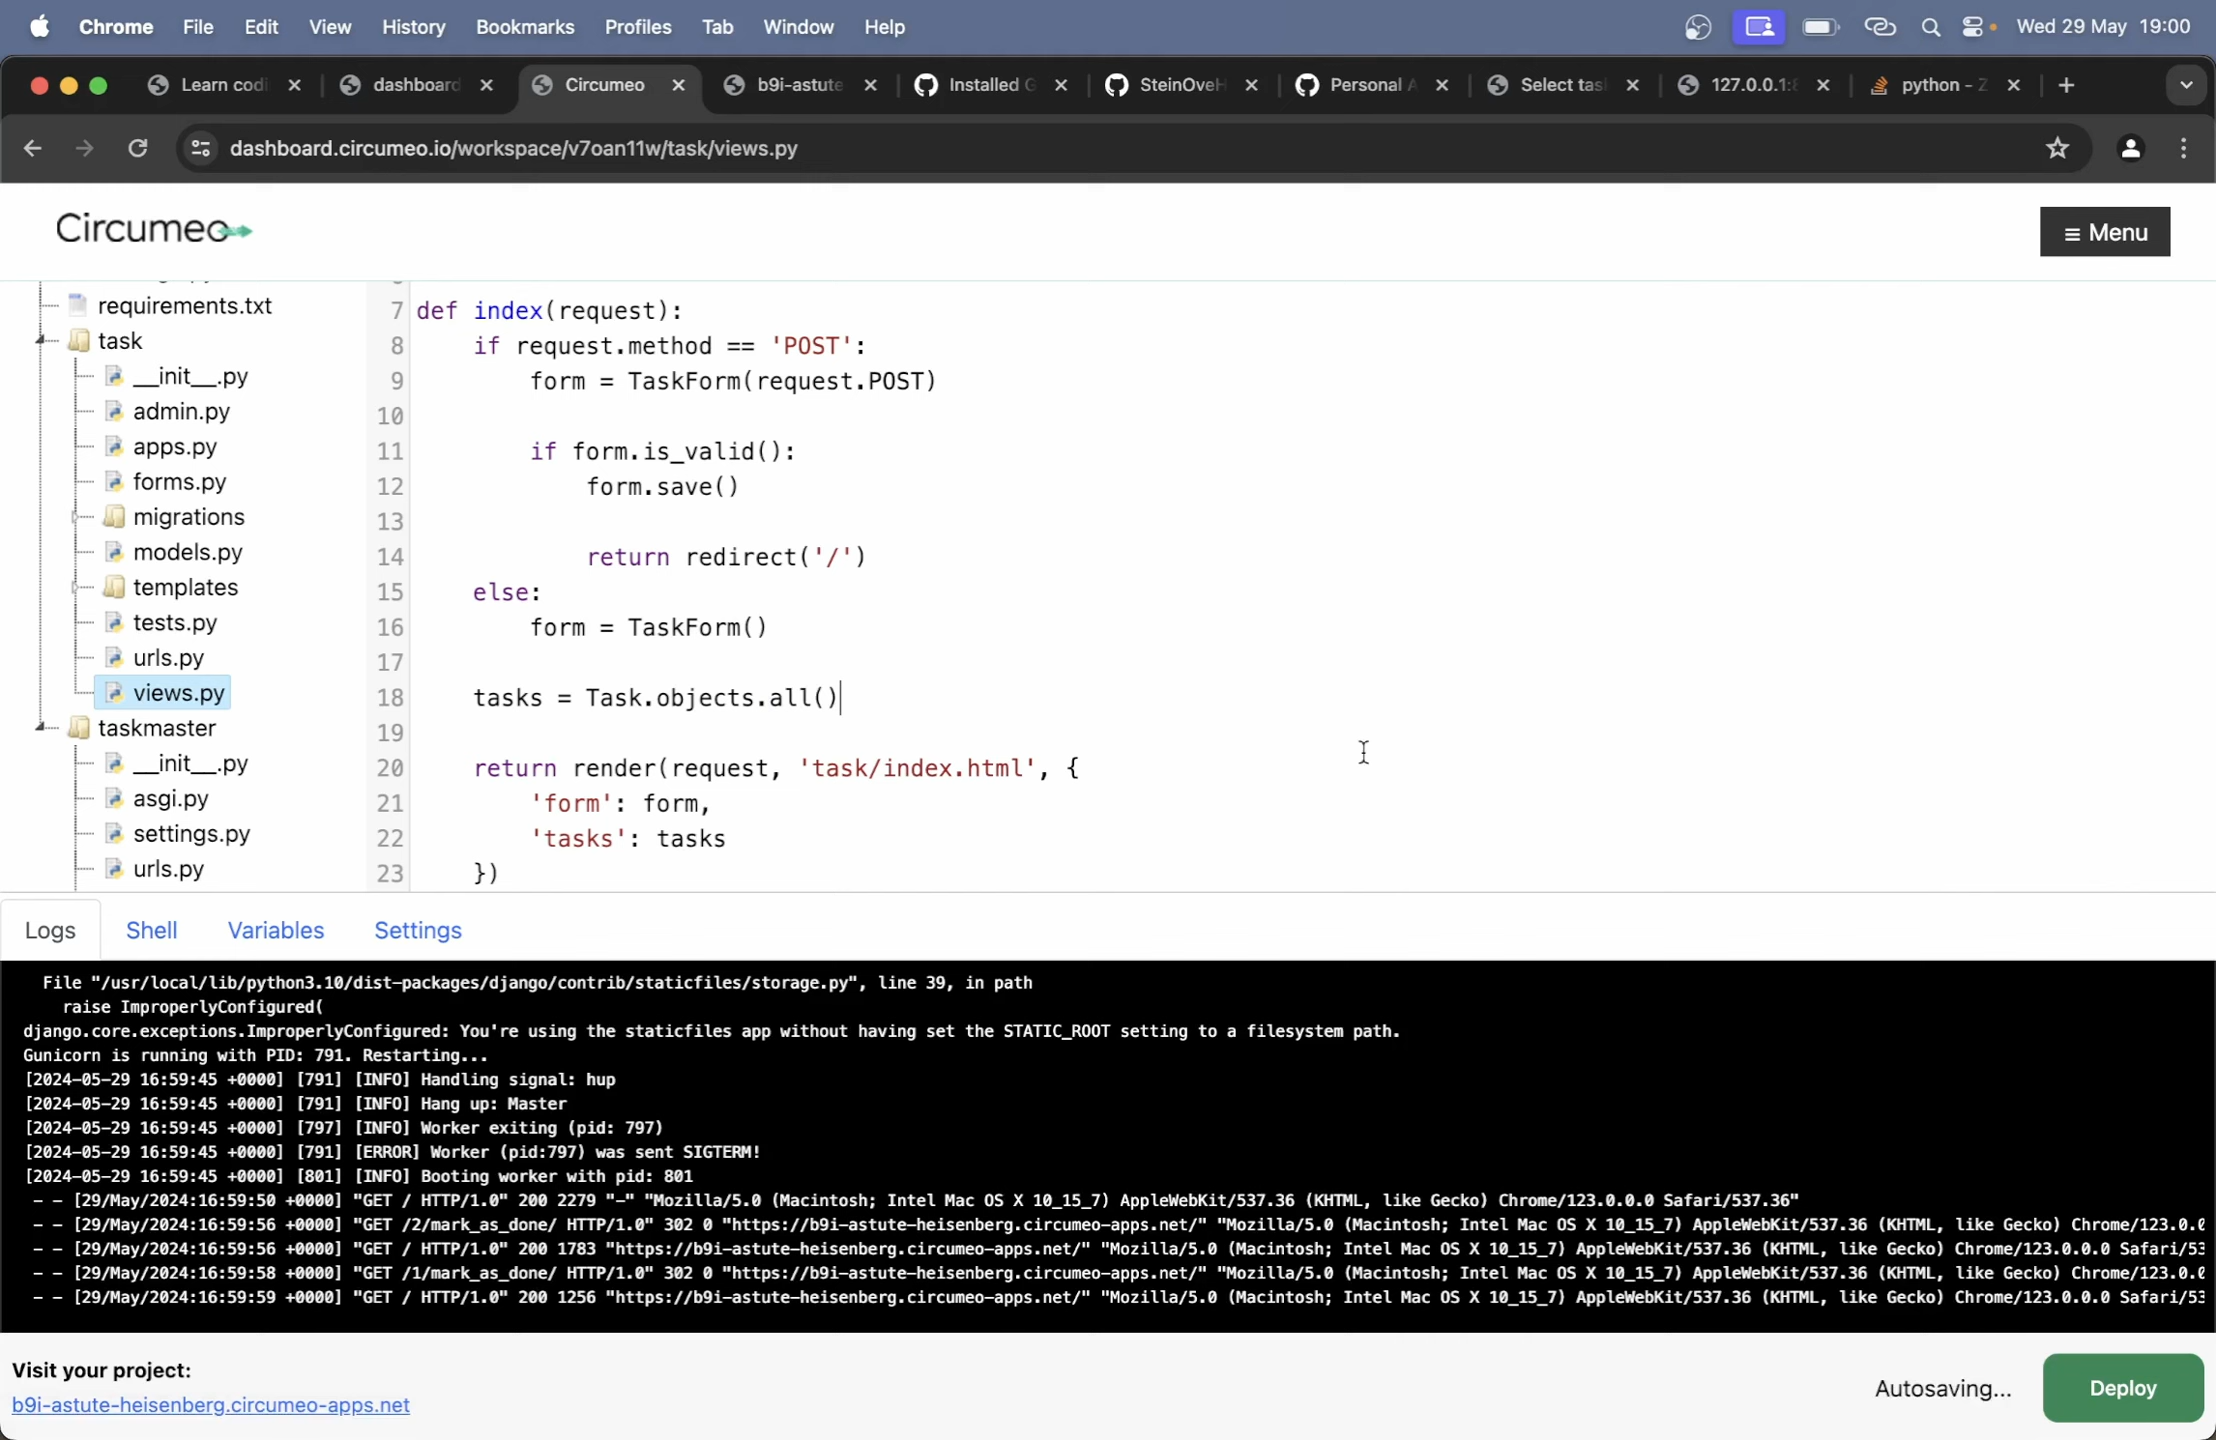 Chrome File Edit View History Bookmarks Profiles Tab Window Help Wed 29 May 19:00
Learn codi dashboard Circumeo b9i-astute Installed G SteinOveH Personal A Select tas 127.0.0.1:8 python - Z
dashboard.circumeo.io/workspace/v7oan11w/task/views.py
Circumeo
≡ Menu
requirements.txt
task
__init__.py
admin.py
apps.py
forms.py
migrations
models.py
templates
tests.py
urls.py
views.py
taskmaster
__init__.py
asgi.py
settings.py
urls.py
7 def index(request):
8 if request.method == 'POST':
9 form = TaskForm(request.POST)
10
11 if form.is_valid():
12 form.save()
13
14 return redirect('/')
15 else:
16 form = TaskForm()
17
18 tasks = Task.objects.all()
19
20 return render(request, 'task/index.html', {
21 'form': form,
22 'tasks': tasks
23 })
Logs Shell Variables Settings
File "/usr/local/lib/python3.10/dist-packages/django/contrib/staticfiles/storage.py", line 39, in path
raise ImproperlyConfigured(
django.core.exceptions.ImproperlyConfigured: You're using the staticfiles app without having set the STATIC_ROOT setting to a filesystem path.
Gunicorn is running with PID: 791. Restarting...
[2024-05-29 16:59:45 +0000] [791] [INFO] Handling signal: hup
[2024-05-29 16:59:45 +0000] [791] [INFO] Hang up: Master
[2024-05-29 16:59:45 +0000] [797] [INFO] Worker exiting (pid: 797)
[2024-05-29 16:59:45 +0000] [791] [ERROR] Worker (pid:797) was sent SIGTERM!
[2024-05-29 16:59:45 +0000] [801] [INFO] Booting worker with pid: 801
- - [29/May/2024:16:59:50 +0000] "GET / HTTP/1.0" 200 2279 "-" "Mozilla/5.0 (Macintosh; Intel Mac OS X 10_15_7) AppleWebKit/537.36 (KHTML, like Gecko) Chrome/123.0.0.0 Safari/537.36"
- - [29/May/2024:16:59:56 +0000] "GET /2/mark_as_done/ HTTP/1.0" 302 0 "https://b9i-astute-heisenberg.circumeo-apps.net/" "Mozilla/5.0 (Macintosh; Intel Mac OS X 10_15_7) AppleWebKit/537.36 (KHTML, like Gecko) Chrome/123.0.0
- - [29/May/2024:16:59:56 +0000] "GET / HTTP/1.0" 200 1783 "https://b9i-astute-heisenberg.circumeo-apps.net/" "Mozilla/5.0 (Macintosh; Intel Mac OS X 10_15_7) AppleWebKit/537.36 (KHTML, like Gecko) Chrome/123.0.0.0 Safari/53
- - [29/May/2024:16:59:58 +0000] "GET /1/mark_as_done/ HTTP/1.0" 302 0 "https://b9i-astute-heisenberg.circumeo-apps.net/" "Mozilla/5.0 (Macintosh; Intel Mac OS X 10_15_7) AppleWebKit/537.36 (KHTML, like Gecko) Chrome/123.0.0
- - [29/May/2024:16:59:59 +0000] "GET / HTTP/1.0" 200 1256 "https://b9i-astute-heisenberg.circumeo-apps.net/" "Mozilla/5.0 (Macintosh; Intel Mac OS X 10_15_7) AppleWebKit/537.36 (KHTML, like Gecko) Chrome/123.0.0.0 Safari/53
Visit your project:
b9i-astute-heisenberg.circumeo-apps.net
Autosaving... Deploy